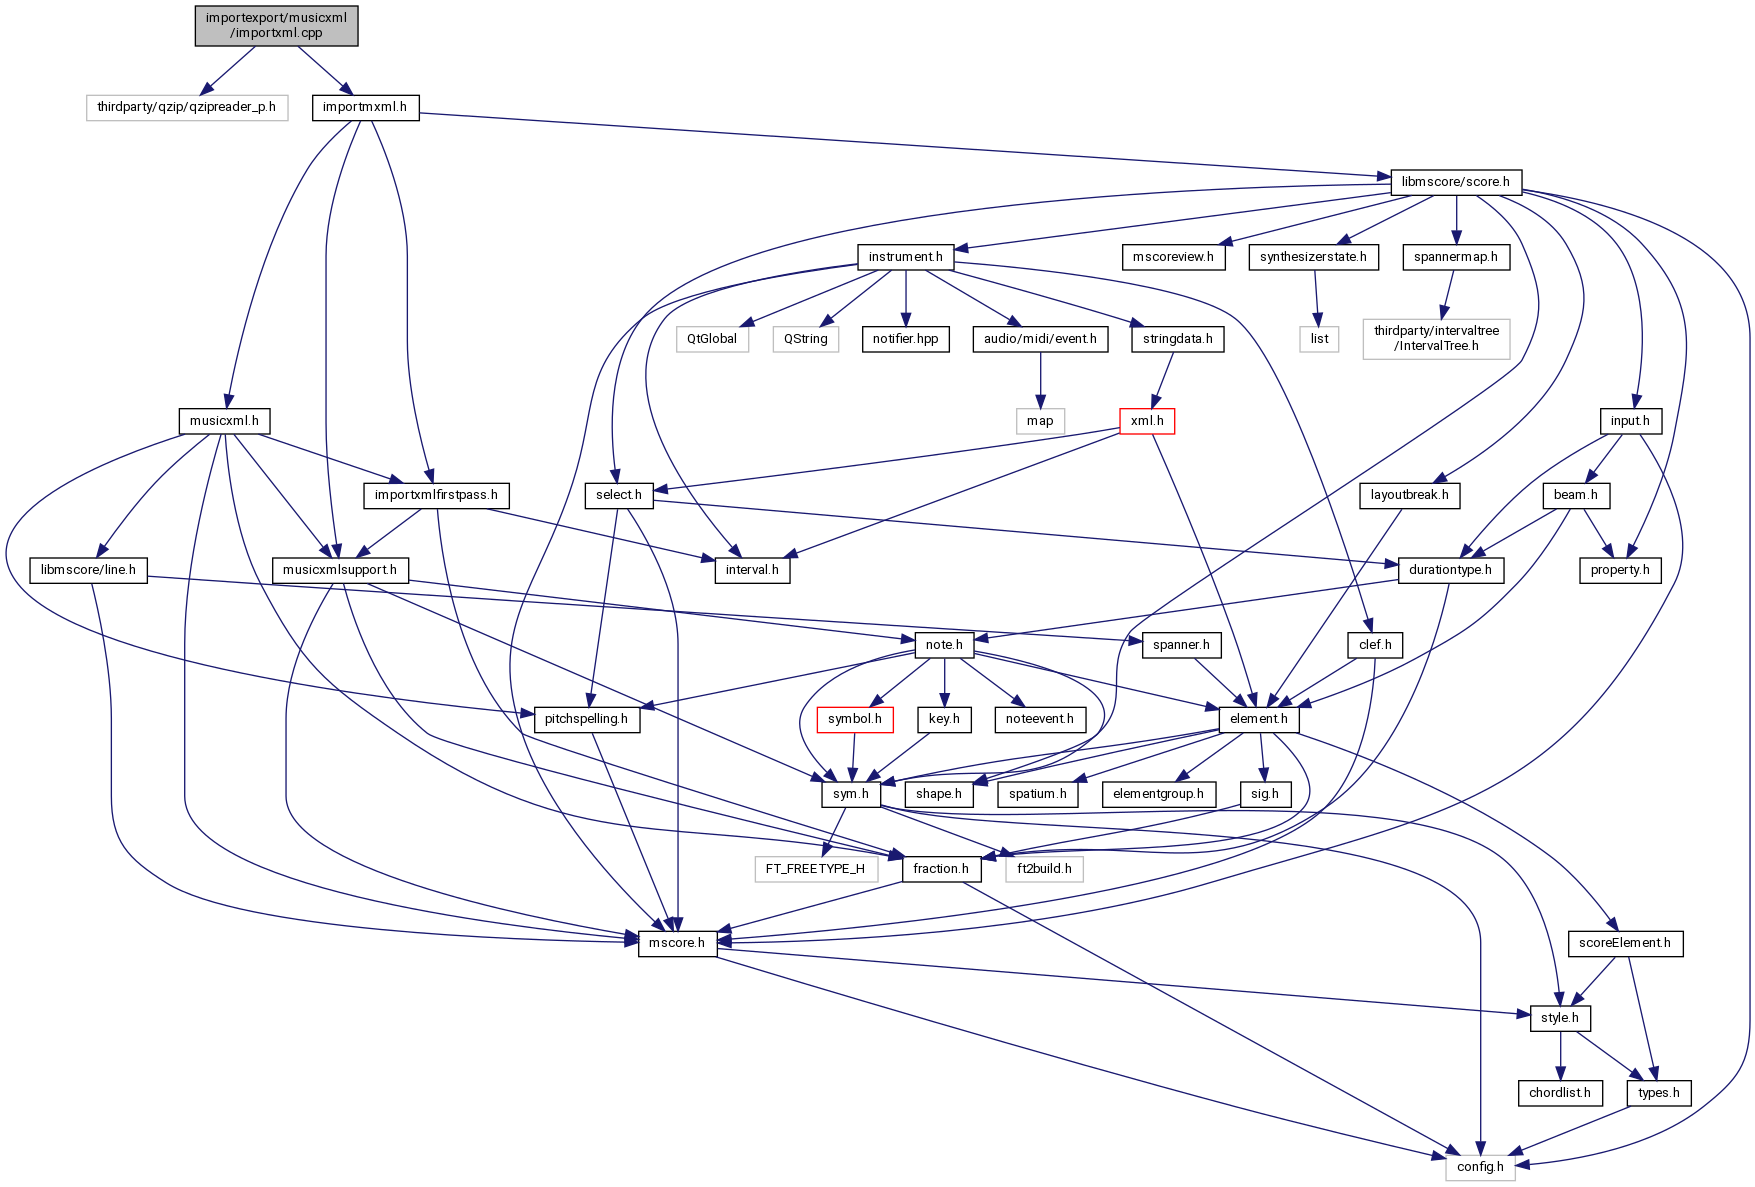 importexport/musicxml
/importxml.cpp
thirdparty/qzip/qzipreader_p.h
importmxml.h
libmscore/score.h
instrument.h
mscoreview.h
synthesizerstate.h
spannermap.h
QtGlobal
QString
notifier.hpp
audio/midi/event.h
stringdata.h
list
thirdparty/intervaltree
/IntervalTree.h
musicxml.h
map
xml.h
input.h
importxmlfirstpass.h
select.h
layoutbreak.h
beam.h
libmscore/line.h
musicxmlsupport.h
interval.h
durationtype.h
property.h
note.h
spanner.h
clef.h
pitchspelling.h
symbol.h
key.h
noteevent.h
element.h
sym.h
shape.h
spatium.h
elementgroup.h
sig.h
FT_FREETYPE_H
fraction.h
ft2build.h
mscore.h
scoreElement.h
style.h
chordlist.h
types.h
config.h